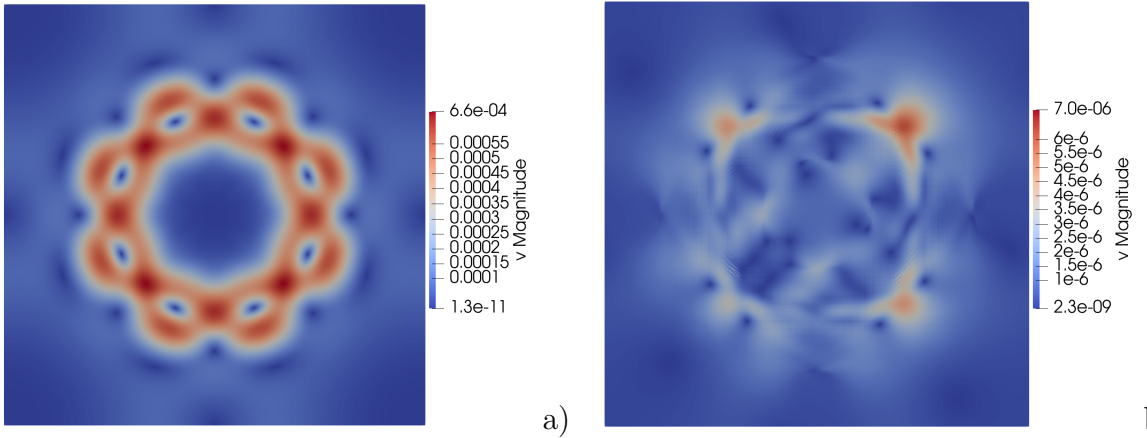 6.6e-04
0.00055
0.0005
0.00045
0.0004
0.00035
0.0003
0.00025
0.0002
0.00015
0.0001
1.3e-11
v Magnitude
a)
7.0e-06
6e-6
5.5e-6
5e-6
4.5e-6
4e-6
3.5e-6
3e-6
2.5e-6
2e-6
1.5e-6
1e-6
2.3e-09
v Magnitude